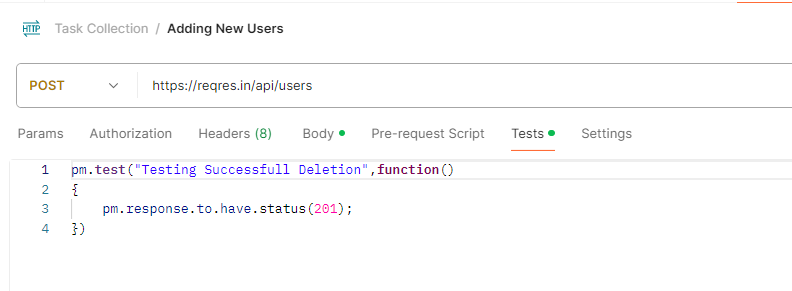 HTTP Task Collection / Adding New Users
POST https://reqres.in/api/users
Params Authorization Headers (8) Body Pre-request Script Tests Settings
1 pm.test("Testing Successfull Deletion",function()
2 {
3 pm.response.to.have.status(201);
4 })